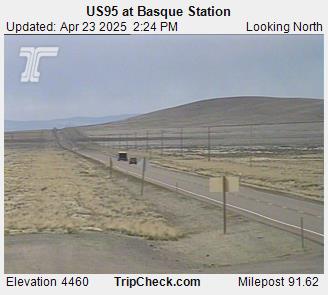 US95 at Basque Station
Updated: Apr 23 2025 2:24 PM Looking North
Elevation 4460 TripCheck.com Milepost 91.62